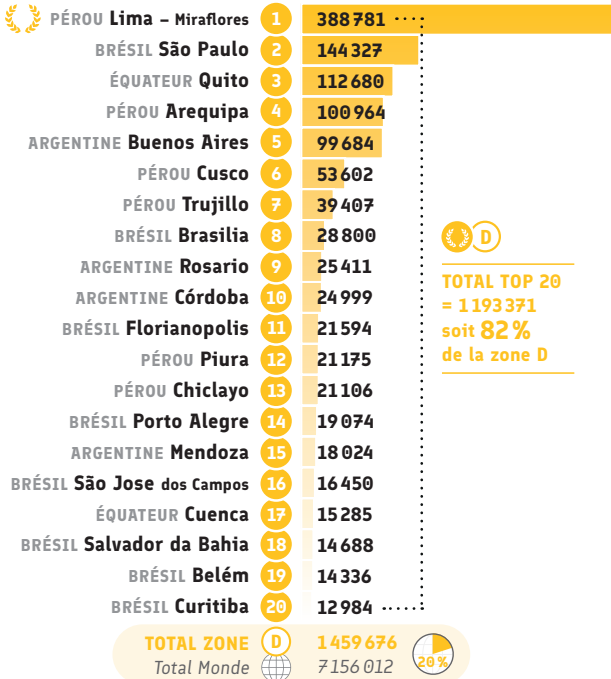 PÉROU Lima – Miraflores 1 388 781
BRÉSIL São Paulo 2 144 327
ÉQUATEUR Quito 3 112 680
PÉROU Arequipa 4 100 964
ARGENTINE Buenos Aires 5 99 684
PÉROU Cusco 6 53 602
PÉROU Trujillo 7 39 407
BRÉSIL Brasilia 8 28 800
ARGENTINE Rosario 9 25 411
ARGENTINE Córdoba 10 24 999
BRÉSIL Florianopolis 11 21 594
PÉROU Piura 12 21 175
PÉROU Chiclayo 13 21 106
BRÉSIL Porto Alegre 14 19 074
ARGENTINE Mendoza 15 18 024
BRÉSIL São Jose dos Campos 16 16 450
ÉQUATEUR Cuenca 17 15 285
BRÉSIL Salvador da Bahia 18 14 688
BRÉSIL Belém 19 14 336
BRÉSIL Curitiba 20 12 984
D
TOTAL TOP 20
= 1 193 371
soit 82 %
de la zone D
TOTAL ZONE D 1 459 676
Total Monde 7 156 012
20 %